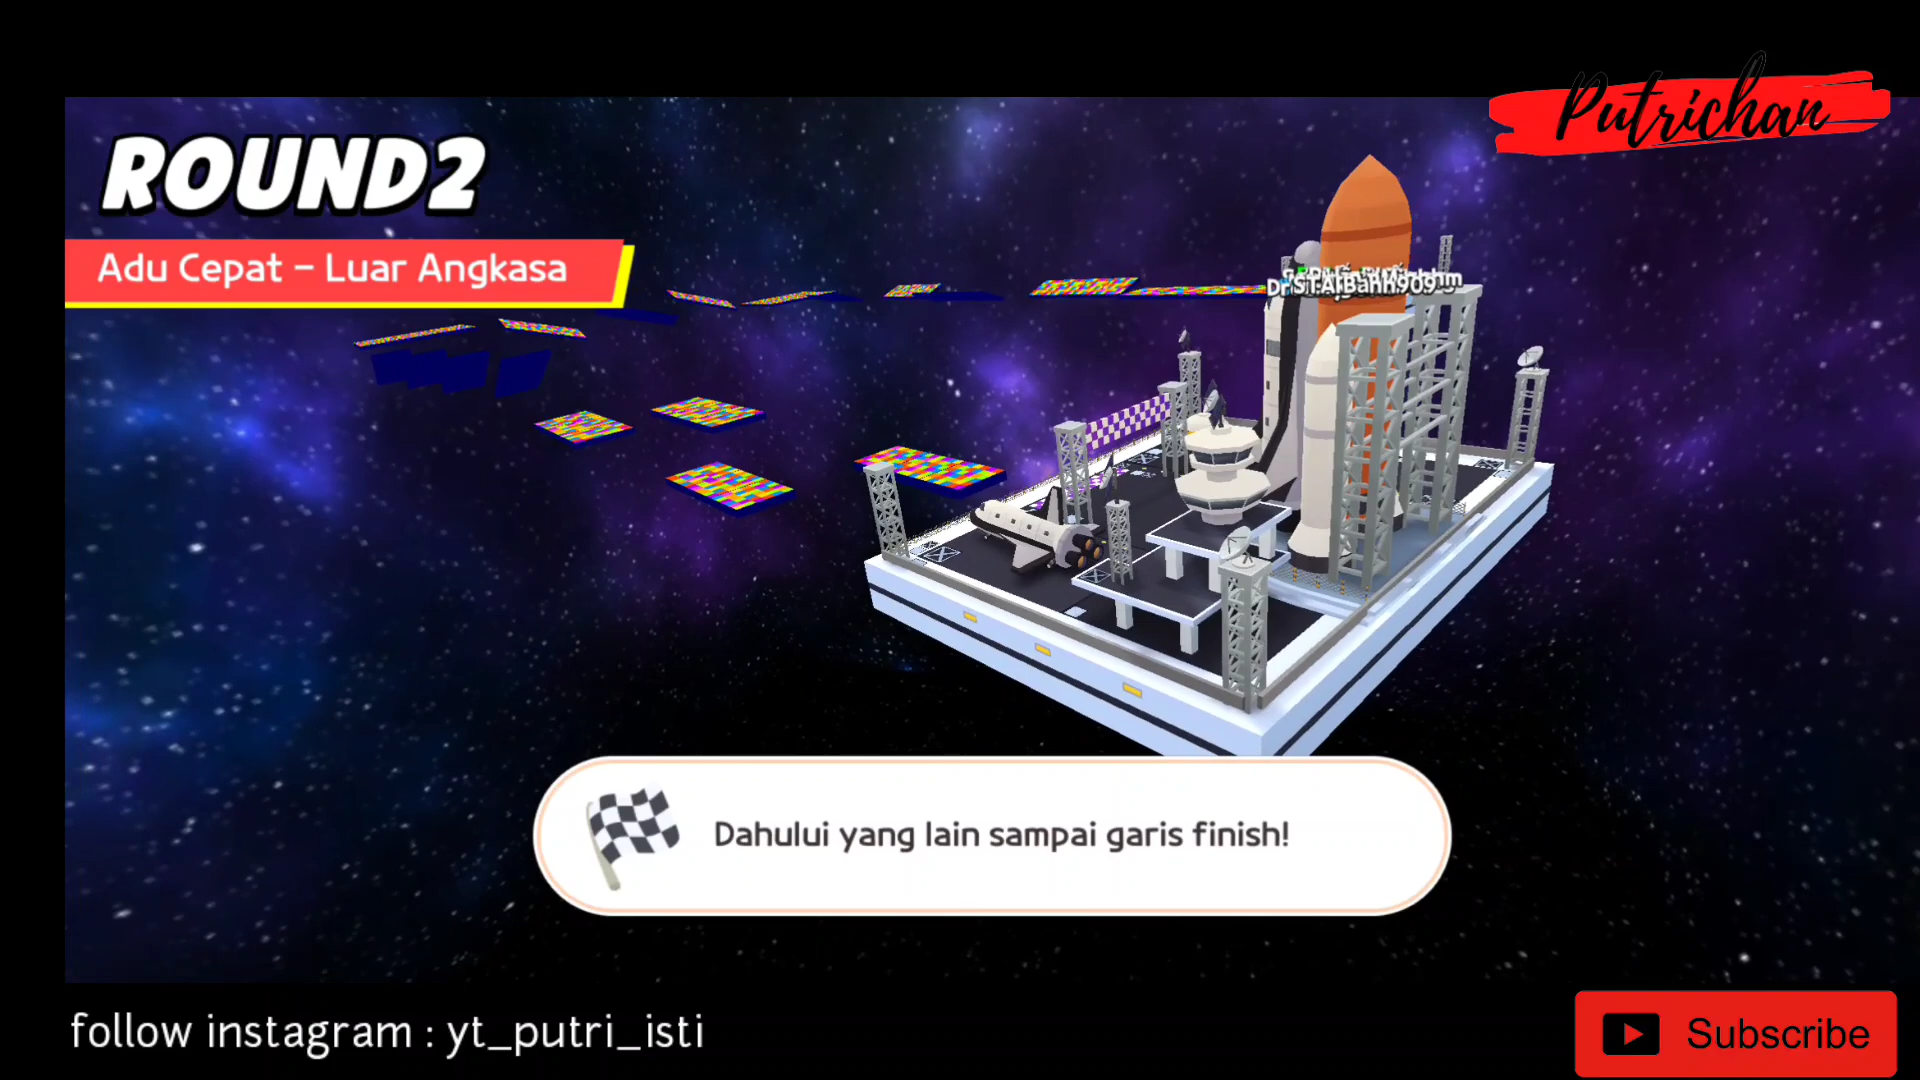 Putrichan
ROUND2
Adu Cepat - Luar Angkasa
Dahului yang lain sampai garis finish!
follow instagram : yt_putri_isti
Subscribe